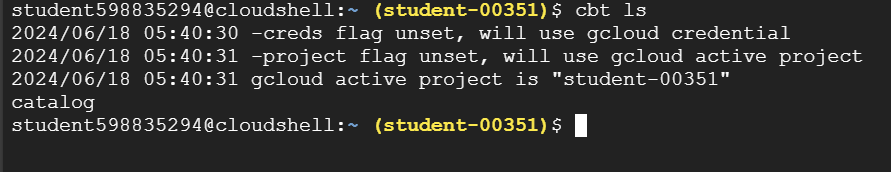 student598835294@cloudshell:~ (student-00351)$ cbt ls
2024/06/18 05:40:30 -creds flag unset, will use gcloud credential
2024/06/18 05:40:31 -project flag unset, will use gcloud active project
2024/06/18 05:40:31 gcloud active project is "student-00351"
catalog
student598835294@cloudshell:~ (student-00351)$